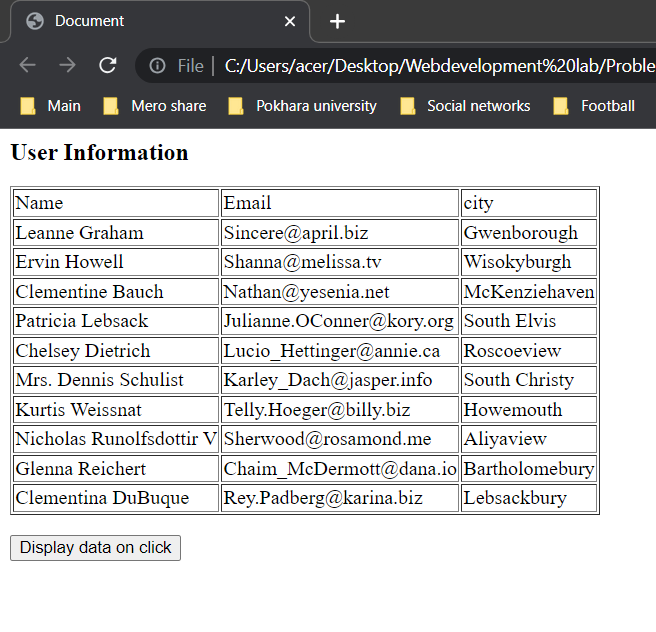 Document
File C:/Users/acer/Desktop/Webdevelopment%20lab/Proble
Main Mero share Pokhara university Social networks Football
User Information
Name Email city
Leanne Graham Sincere@april.biz Gwenborough
Ervin Howell Shanna@melissa.tv Wisokyburgh
Clementine Bauch Nathan@yesenia.net McKenziehaven
Patricia Lebsack Julianne.OConner@kory.org South Elvis
Chelsey Dietrich Lucio_Hettinger@annie.ca Roscoeview
Mrs. Dennis Schulist Karley_Dach@jasper.info South Christy
Kurtis Weissnat Telly.Hoeger@billy.biz Howemouth
Nicholas Runolfsdottir V Sherwood@rosamond.me Aliyaview
Glenna Reichert Chaim_McDermott@dana.io Bartholomebury
Clementina DuBuque Rey.Padberg@karina.biz Lebsackbury
Display data on click